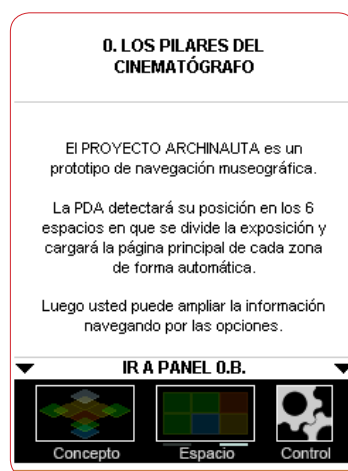 0. LOS PILARES DEL
CINEMATÓGRAFO
El PROYECTO ARCHINAUTA es un
prototipo de navegación museográfica.
La PDA detectará su posición en los 6
espacios en que se divide la exposición y
cargará la página principal de cada zona
de forma automática.
Luego usted puede ampliar la información
navegando por las opciones.
IR A PANEL 0.B.
Concepto Espacio Control